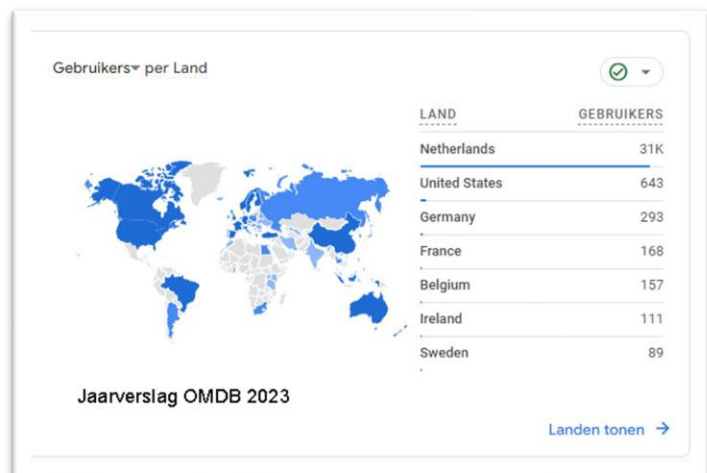 Gebruikers per Land
LAND GEBRUIKERS
Netherlands 31K
United States 643
Germany 293
France 168
Belgium 157
Ireland 111
Sweden 89
Jaarverslag OMDB 2023
Landen tonen →